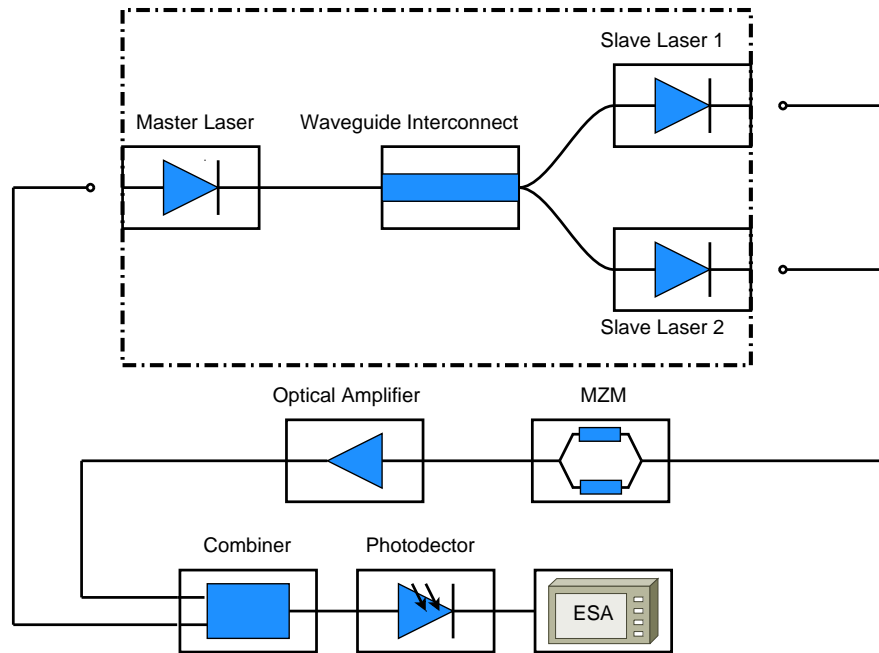 Slave Laser 1
Master Laser
Waveguide Interconnect
Slave Laser 2
Optical Amplifier
MZM
Combiner
Photodector
ESA